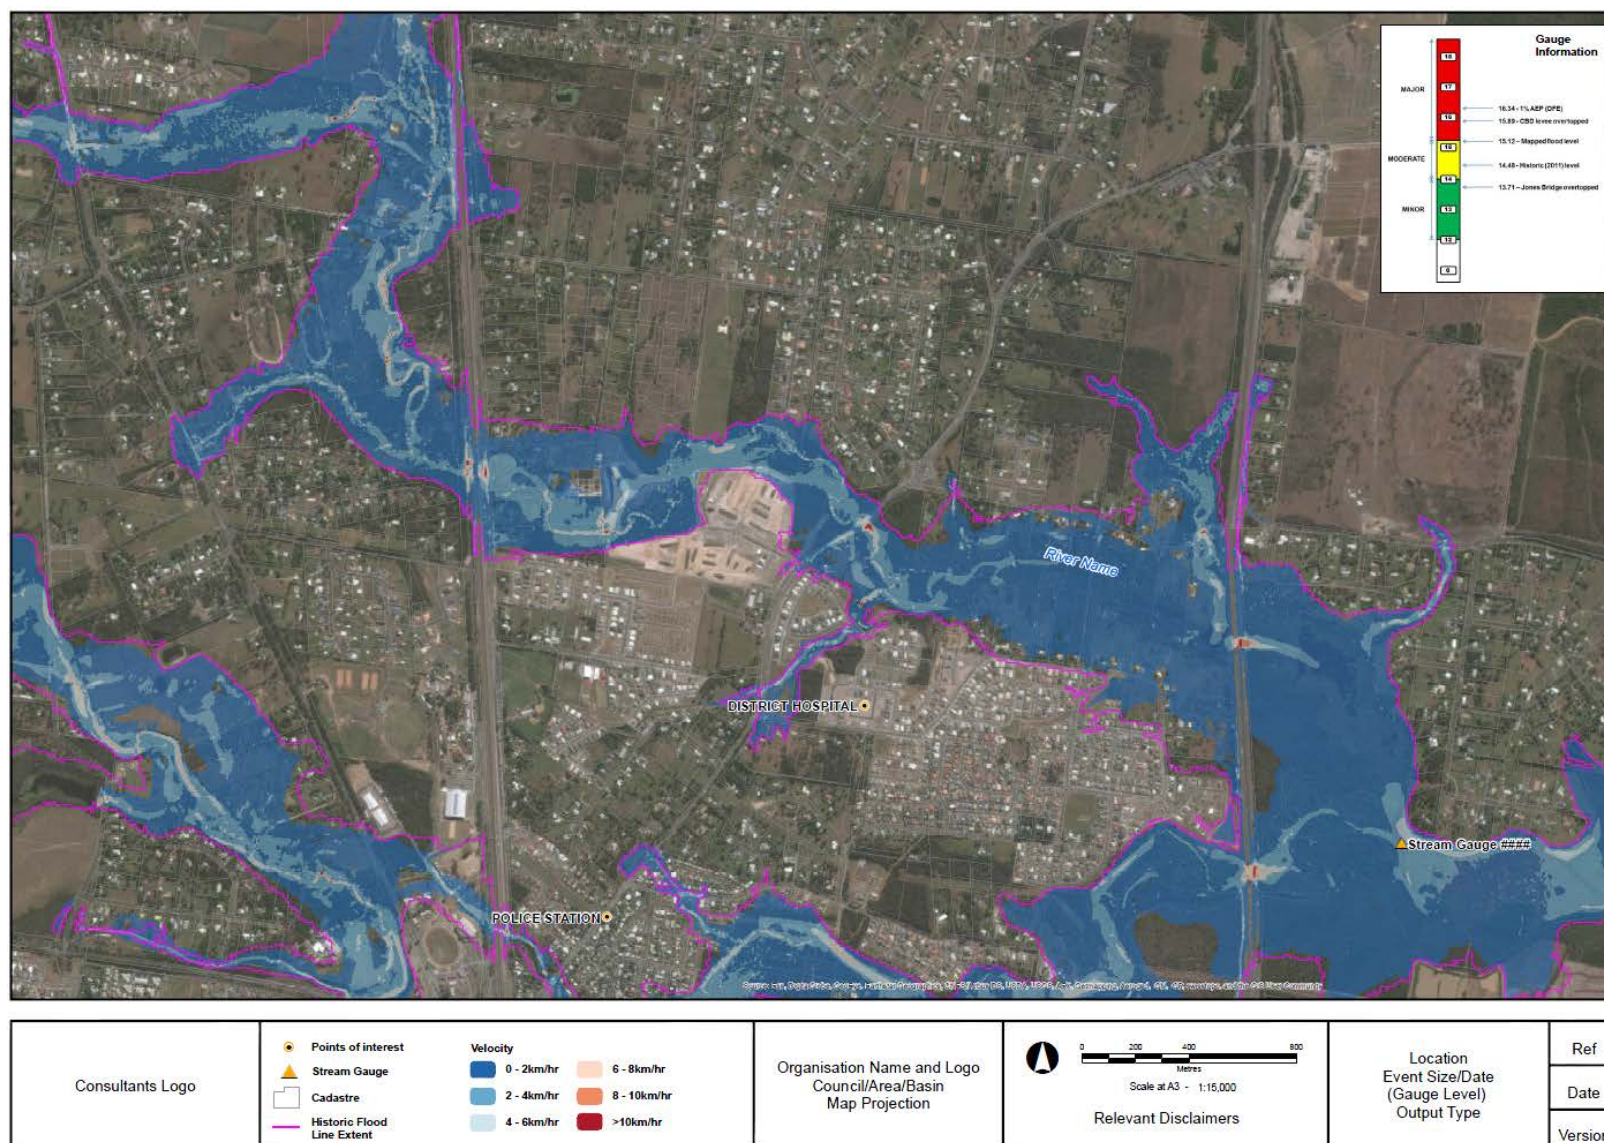 Gauge
Information
18
17
MAJOR
16.34 - 1% AEP (DFE)
16
15.89 - CBD levee overtopped
15.12 - Mapped flood level
15
MODERATE
14.48 - Historic (2011) level
14
13.71 - Jones Bridge overtopped
MINOR
13
12
0
River Name
DISTRICT HOSPITAL
Stream Gauge ####
POLICE STATION
Consultants Logo
Points of interest
Stream Gauge
Cadastre
Historic Flood
Line Extent
Velocity
0 - 2km/hr
2 - 4km/hr
4 - 6km/hr
6 - 8km/hr
8 - 10km/hr
>10km/hr
Organisation Name and Logo
Council/Area/Basin
Map Projection
0 200 400 800
Metres
Scale at A3 - 1:15,000
Relevant Disclaimers
Location
Event Size/Date
(Gauge Level)
Output Type
Ref
Date
Version